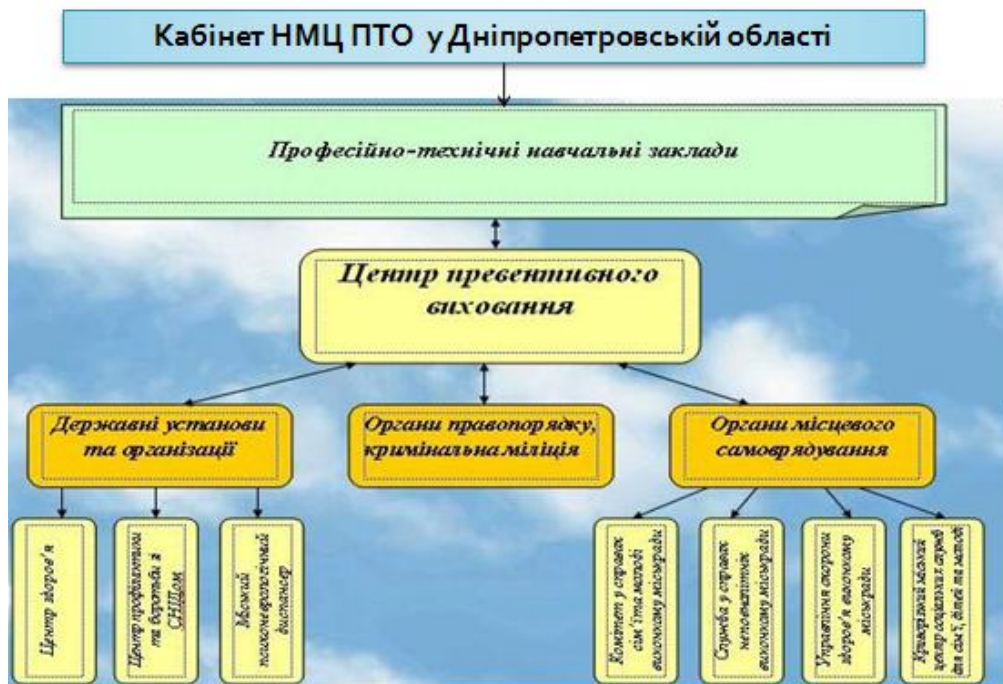 Кабінет НМЦ ПТО у Дніпропетровській області
Професійно-технічні навчальні заклади
Центр превентивного
виховання
Державні установи
та організації
Органи правопорядку,
кримінальна міліція
Органи місцевого
самоврядування
Центр здоров'я
Центр профілактики
та боротьби зі
СНІДом
Міський
психоневрологічний
диспансер
Комітет у справах
сім'ї та молоді
виконкому міськради
Служба у справах
неповнолітніх
виконкому міськради
Управління охорони
здоров'я виконкому
міськради
Криворізький міський
центр соціальних служб
для сім'ї, дітей та молоді